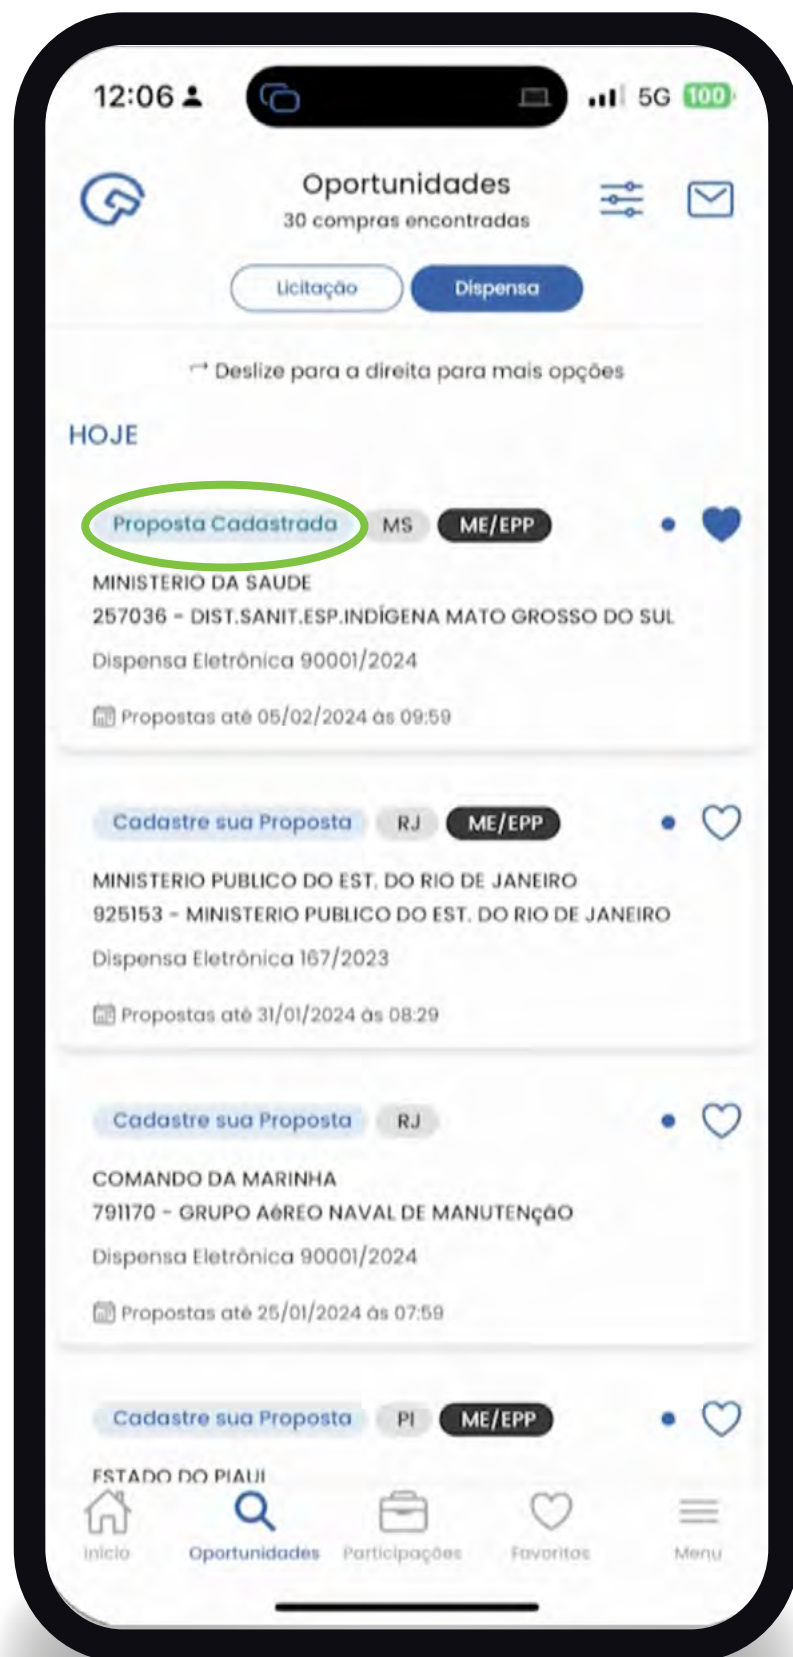 12:06 5G 100
Oportunidades
30 compras encontradas
Licitação Dispensa
Deslize para a direita para mais opções
HOJE
Proposta Cadastrada MS ME/EPP
MINISTERIO DA SAUDE
257036 - DIST.SANIT.ESP.INDÍGENA MATO GROSSO DO SUL
Dispensa Eletrônica 90001/2024
Propostas até 05/02/2024 às 09:59
Cadastre sua Proposta RJ ME/EPP
MINISTERIO PUBLICO DO EST. DO RIO DE JANEIRO
925153 - MINISTERIO PUBLICO DO EST. DO RIO DE JANEIRO
Dispensa Eletrônica 167/2023
Propostas até 31/01/2024 às 08:29
Cadastre sua Proposta RJ
COMANDO DA MARINHA
791170 - GRUPO AéREO NAVAL DE MANUTENçãO
Dispensa Eletrônica 90001/2024
Propostas até 25/01/2024 às 07:59
Cadastre sua Proposta PI ME/EPP
ESTADO DO PIAUI
Início Oportunidades Participações Favoritos Menu